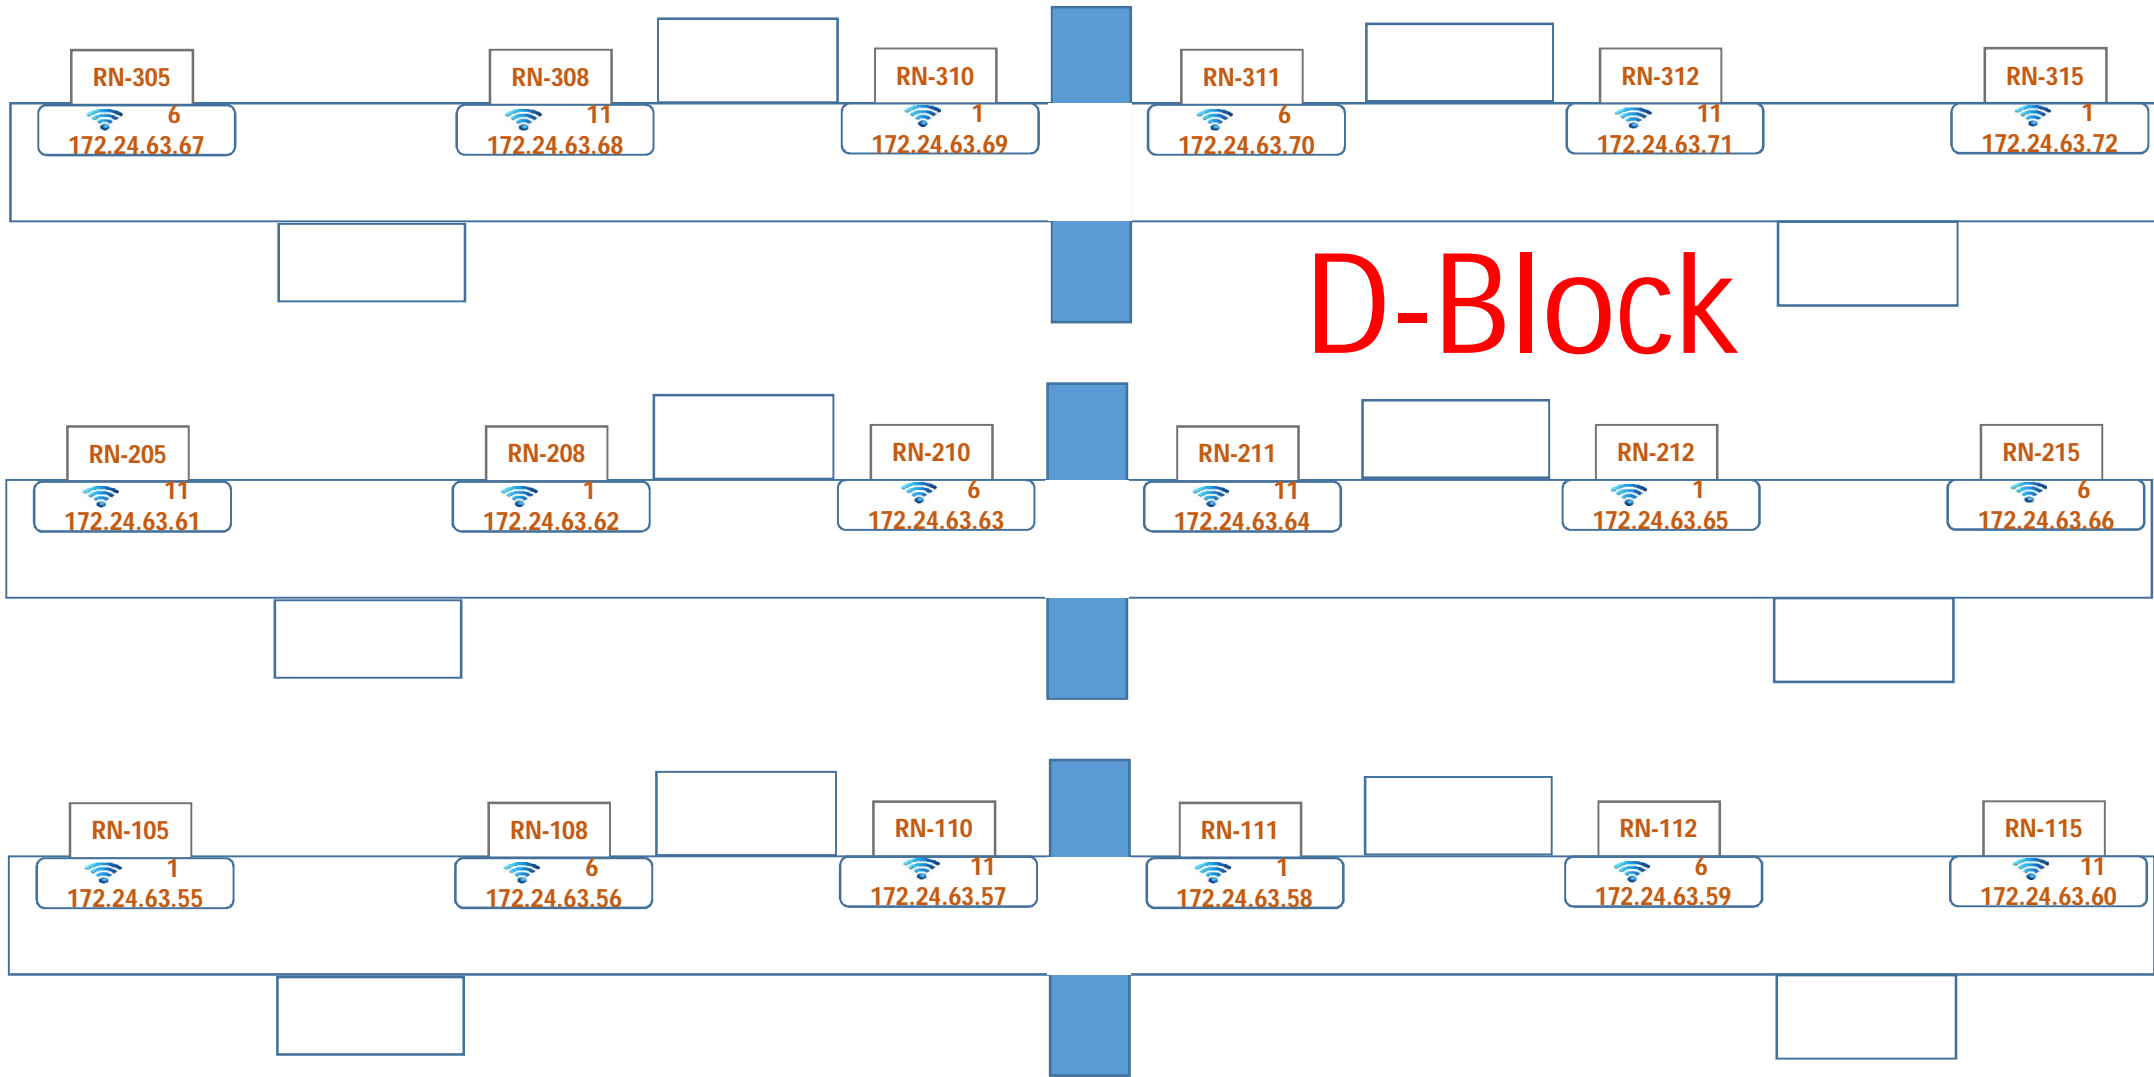 RN-305 RN-308 RN-310 RN-311 RN-312 RN-315
6 11 1 6 11 1
172.24.63.67 172.24.63.68 172.24.63.69 172.24.63.70 172.24.63.71 172.24.63.72
D-Block
RN-205 RN-208 RN-210 RN-211 RN-212 RN-215
11 1 6 11 1 6
172.24.63.61 172.24.63.62 172.24.63.63 172.24.63.64 172.24.63.65 172.24.63.66
RN-105 RN-108 RN-110 RN-111 RN-112 RN-115
1 6 11 1 6 11
172.24.63.55 172.24.63.56 172.24.63.57 172.24.63.58 172.24.63.59 172.24.63.60